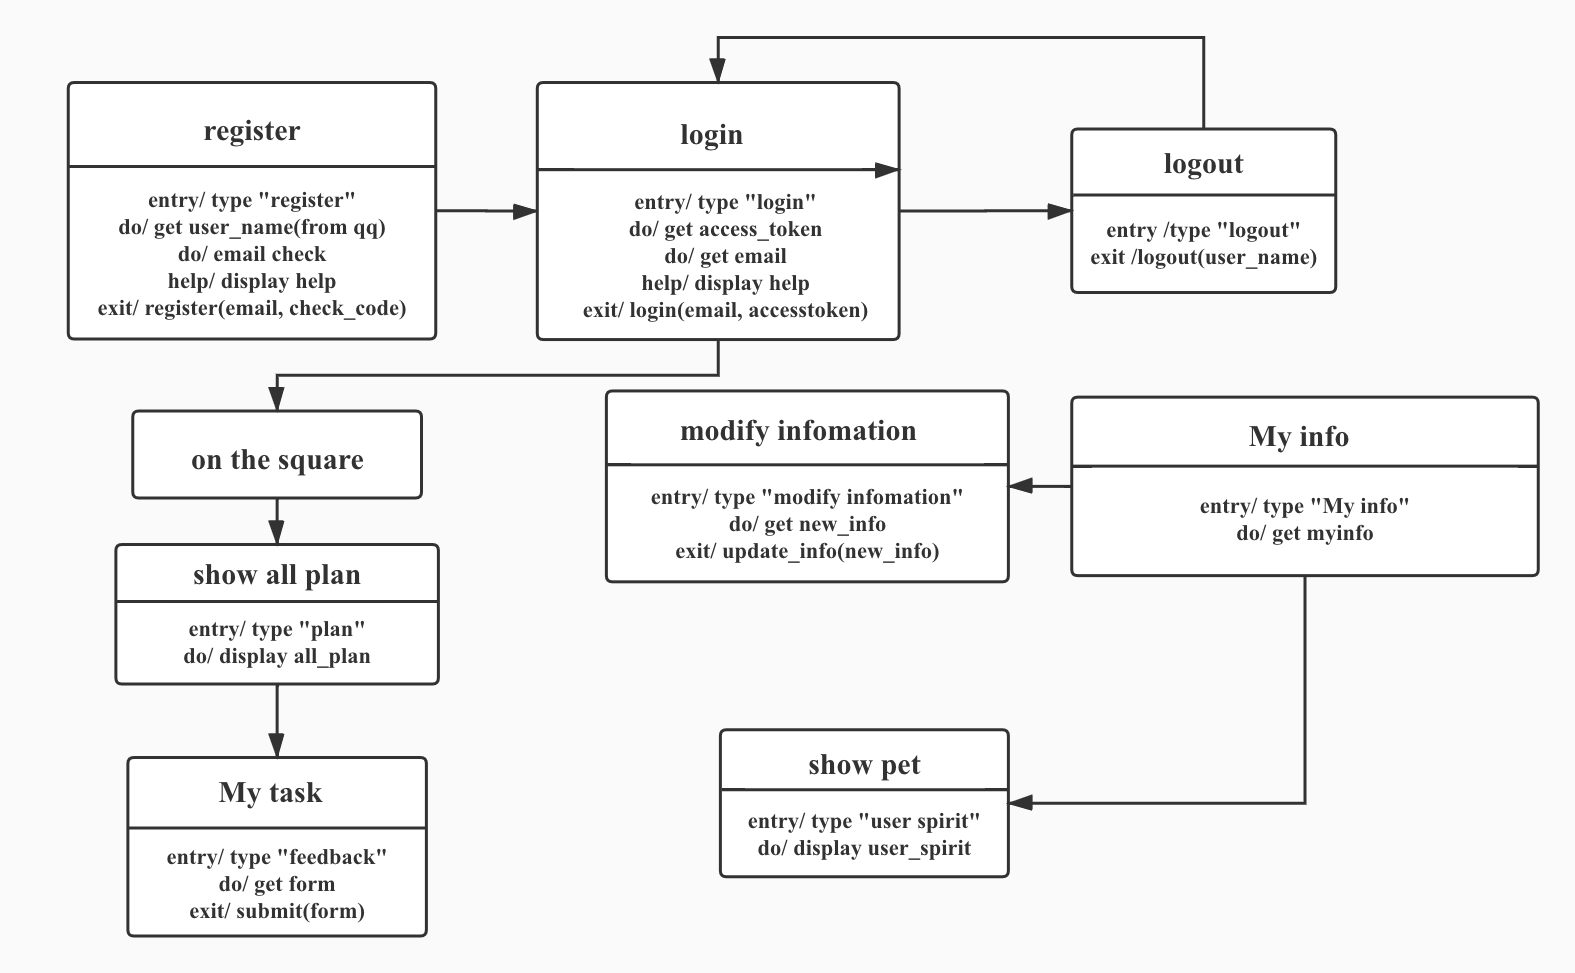 register
entry/ type "register"
do/ get user_name(from qq)
do/ email check
help/ display help
exit/ register(email, check_code)
login
entry/ type "login"
do/ get access_token
do/ get email
help/ display help
exit/ login(email, accesstoken)
logout
entry /type "logout"
exit /logout(user_name)
on the square
modify infomation
entry/ type "modify infomation"
do/ get new_info
exit/ update_info(new_info)
My info
entry/ type "My info"
do/ get myinfo
show all plan
entry/ type "plan"
do/ display all_plan
My task
entry/ type "feedback"
do/ get form
exit/ submit(form)
show pet
entry/ type "user spirit"
do/ display user_spirit